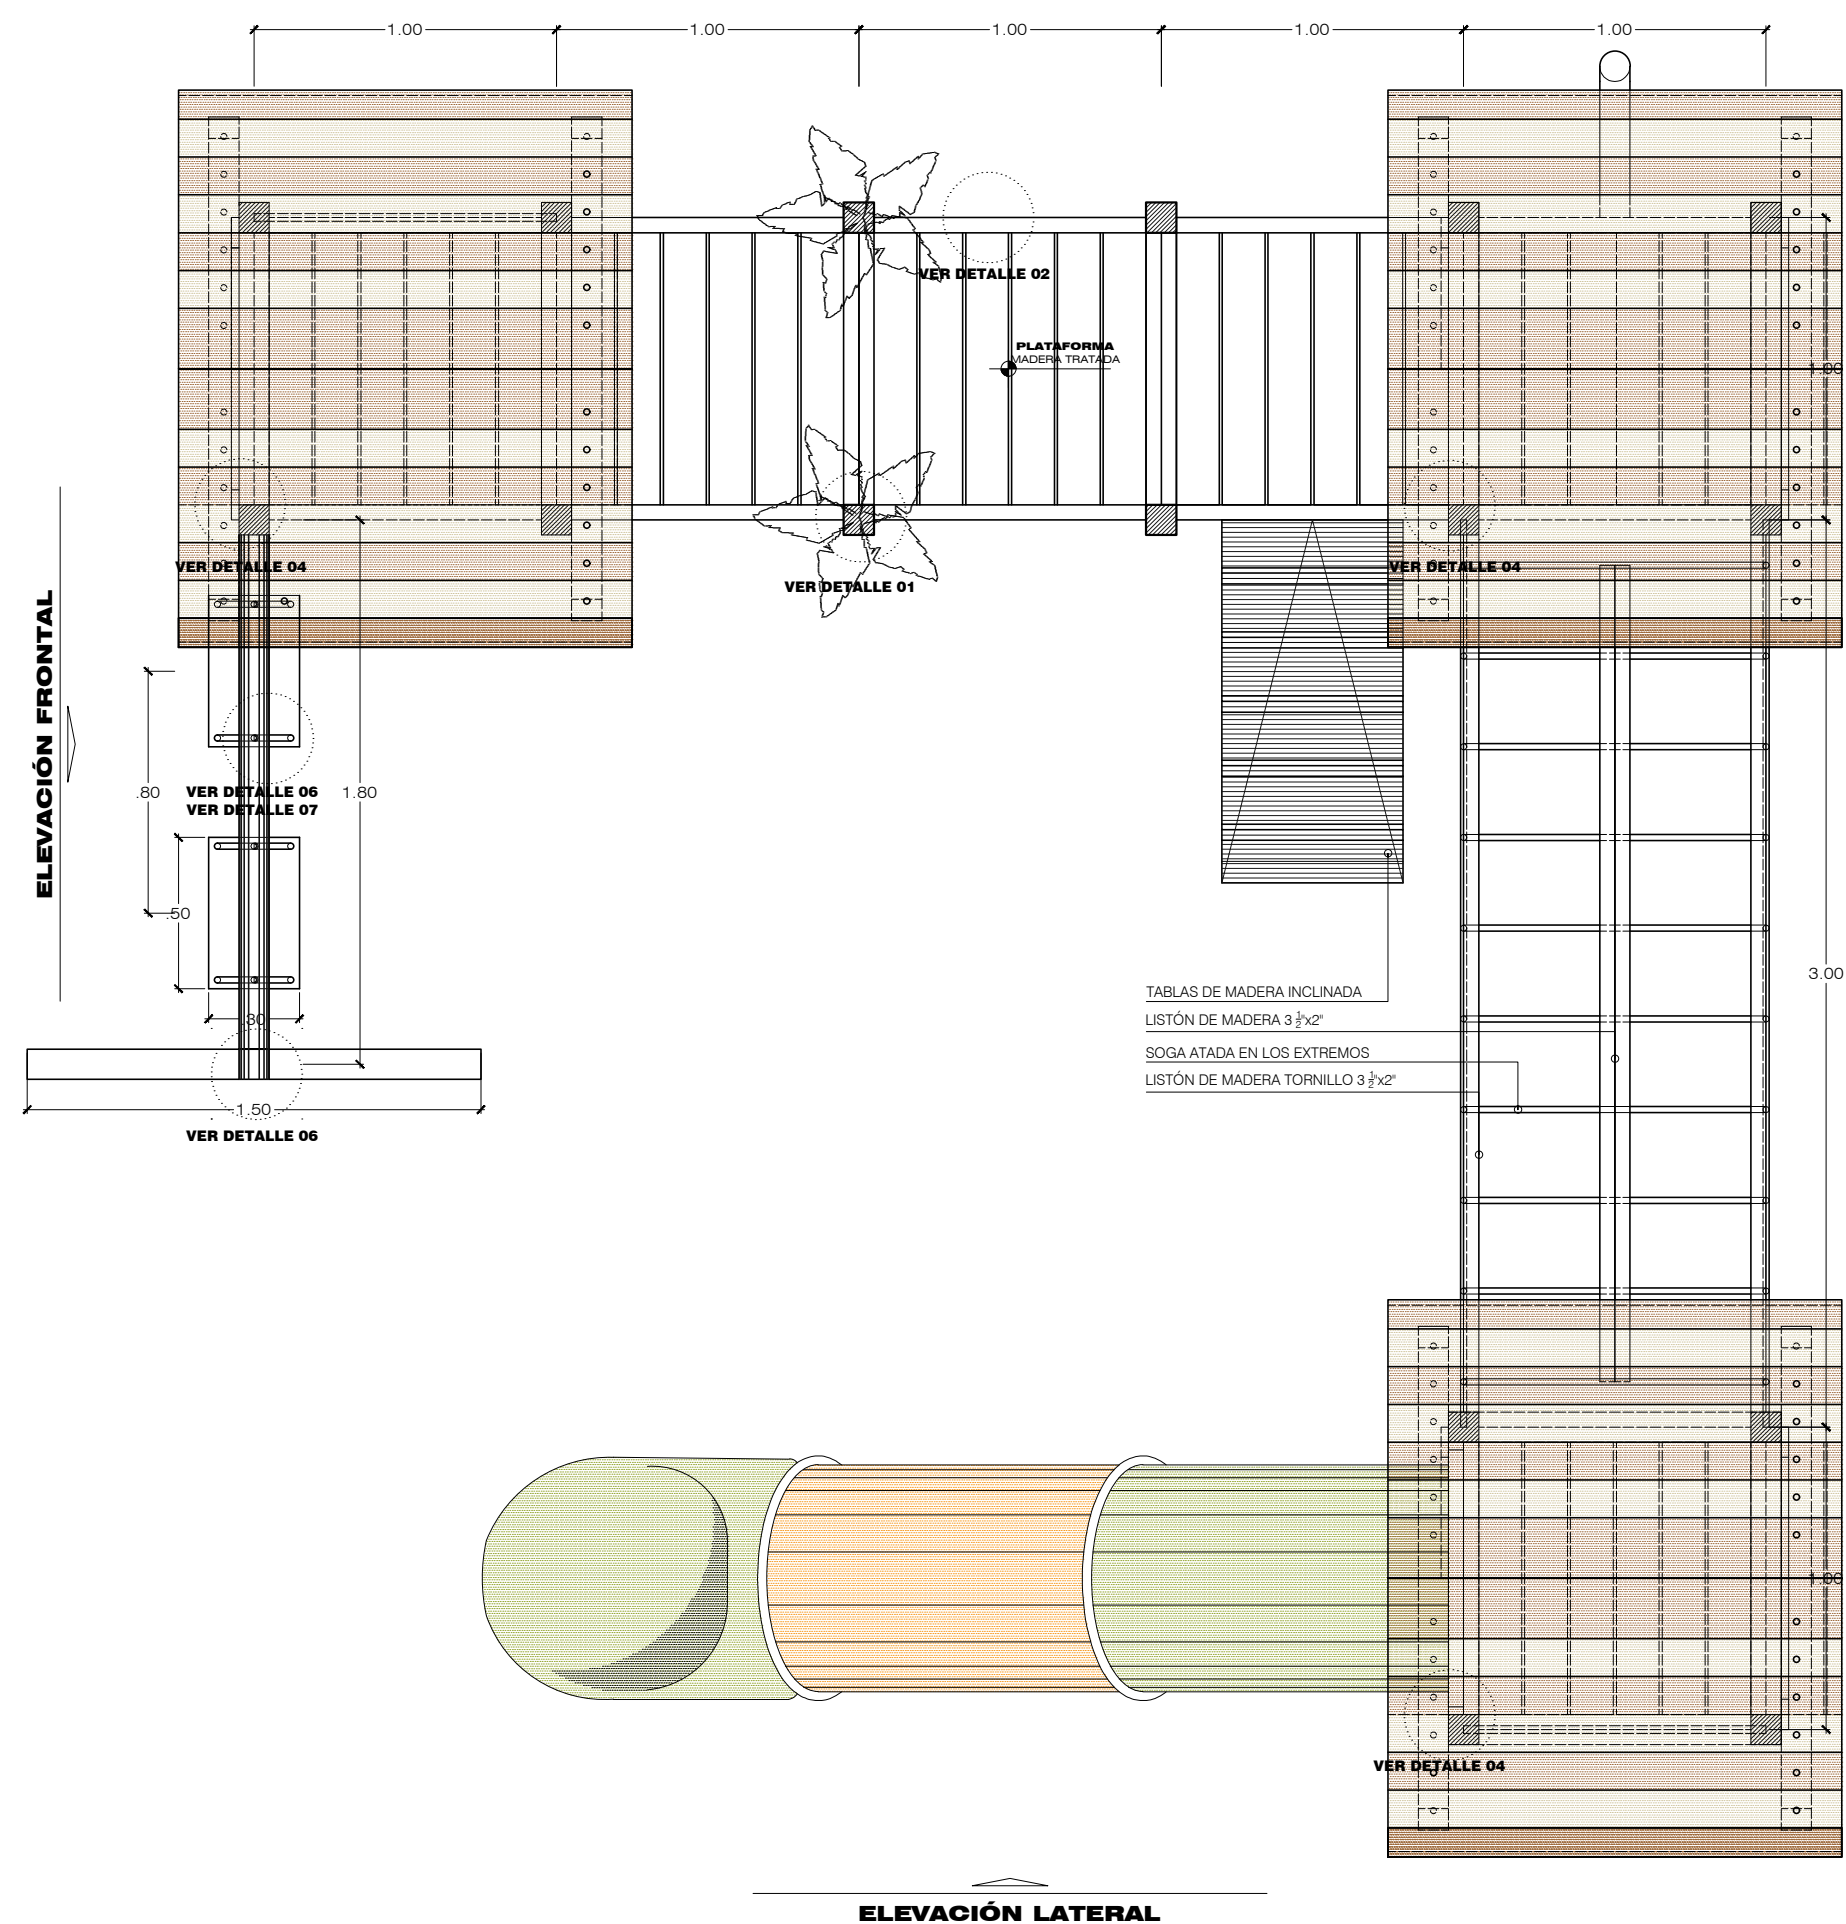 1.00
1.00
1.00
1.00
1.00
VER DETALLE 02
PLATAFORMA
MADERA TRATADA
1.00
VER DETALLE 04
VER DETALLE 01
VER DETALLE 04
ELEVACIÓN FRONTAL
.80
VER DETALLE 06
VER DETALLE 07
1.80
.50
.30
1.50
VER DETALLE 06
3.00
TABLAS DE MADERA INCLINADA
LISTÓN DE MADERA 3 ½"x2"
SOGA ATADA EN LOS EXTREMOS
LISTÓN DE MADERA TORNILLO 3 ½"x2"
1.00
VER DETALLE 04
ELEVACIÓN LATERAL